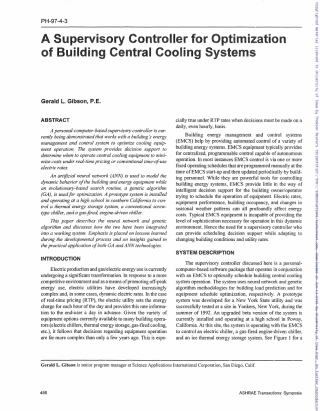 PH-97-4-3
A Supervisory Controller for Optimization
of Building Central Cooling Systems
Gerald L. Gibson, P.E.
ABSTRACT
A personal computer-based supervisory controller is cur-
rently being demonstrated that works with a building's energy
management and control system to optimize cooling equip-
ment operation. The system provides decision support to
determine when to operate central cooling equipment to mini-
mize costs under real-time pricing or conventional time-of-use
electric rates.
An artificial neural network (ANN) is used to model the
dynamic behavior of the building and energy equipment while
an evolutionary-based search routine, a genetic algorithm
(GA), is used for optimization. A prototype system is installed
and operating at a high school in southern California to con-
trol a thermal energy storage system, a conventional screw-
type chiller, and a gas-fired, engine-driven chiller.
This paper describes the neural network and genetic
algorithm and discusses how the two have been integrated
into a working system. Emphasis is placed on lessons learned
during the developmental process and on insights gained in
the practical application of both GA and ANN technologies.
INTRODUCTION
Electric production and guide/rule energy use is currently
undergoing a significant transformation. In response to a more
competitive environment and as a means of promoting off-peak
energy use, electric utilities have developed increasingly
complex and, in some cases, dynamic electric rates. In the case
of real-time pricing (RTP), the electric utility sets the energy
charge for each hour of the day and provides this rate informa-
tion to the end-user a day in advance. Given the variety of
equipment options currently available to many building opera-
tors (electric chillers, thermal energy storage, gas-fired cooling,
etc.), it follows that decisions regarding equipment operation
are far more complex than only a few years ago. This is espe-
cially true under RTP rates when decisions must be made on a
daily, even hourly, basis.
Building energy management and control systems
(EMCS) help by providing automated control of a variety of
building energy systems. EMCS equipment typically provides
for centralized, programmable control capable of autonomous
operation. In most instances EMCS control is via one or more
fixed operating schedules that are programmed manually at the
time of EMCS start-up and then updated periodically by build-
ing personnel. While they are powerful tools for controlling
building energy systems, EMCS provide little in the way of
intelligent decision support for the building owner/operator
trying to schedule the operation of equipment. Electric rates,
equipment performance, building occupancy, and changes in
seasonal weather patterns can all profoundly affect energy
costs. Typical EMCS equipment is incapable of providing the
level of sophistication necessary for operation in this dynamic
environment. Hence the need for a supervisory controller who
can provide scheduling decision support while adapting to
changing building conditions and utility rates.
SYSTEM DESCRIPTION
The supervisory controller discussed here is a personal-
computer-based software package that operates in conjunction
with an EMCS to optimally schedule building central cooling
system operation. The system uses neural network and genetic
algorithm methodologies for building load prediction and for
equipment schedule optimization, respectively. A prototype
system was developed for a New York State utility and was
successfully tested at a site in Yonkers, New York, during the
summer of 1992. An upgraded beta version of the system is
currently installed and operating at a high school in Poway,
California. At this site, the system is operating with the EMCS
to control an electric chiller, a gas-fired engine-driven chiller,
and an ice thermal energy storage system. See Figure 1 for a
Gerald L. Gibson is senior program manager at Science Applications International Corporation, San Diego, Calif.
486
ASHRAE Transactions: Symposia